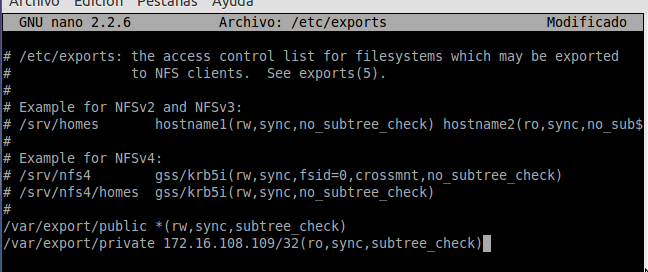 Archivo Edición Pestañas Ayuda
GNU nano 2.2.6 Archivo: /etc/exports Modificado
# /etc/exports: the access control list for filesystems which may be exported
# to NFS clients. See exports(5).
#
# Example for NFSv2 and NFSv3:
# /srv/homes hostname1(rw,sync,no_subtree_check) hostname2(ro,sync,no_sub$
#
# Example for NFSv4:
# /srv/nfs4 gss/krb5i(rw,sync,fsid=0,crossmnt,no_subtree_check)
# /srv/nfs4/homes gss/krb5i(rw,sync,no_subtree_check)
#
/var/export/public *(rw,sync,subtree_check)
/var/export/private 172.16.108.109/32(ro,sync,subtree_check)